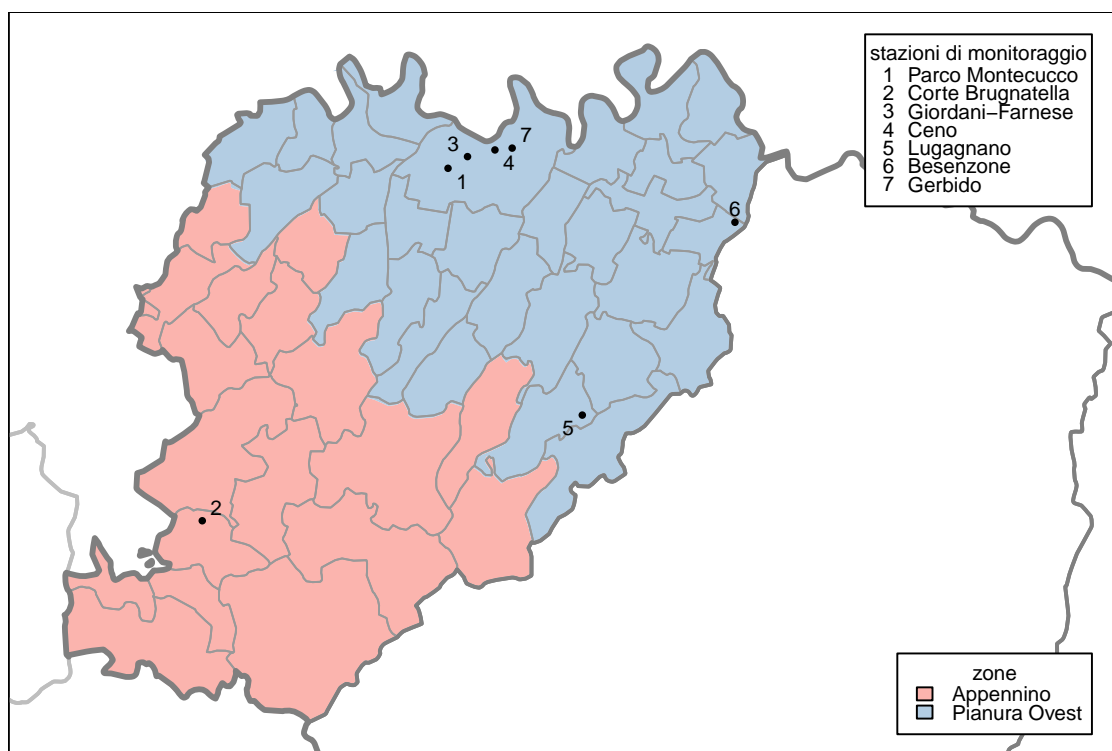 stazioni di monitoraggio
1 Parco Montecucco
2 Corte Brugnatella
3 Giordani−Farnese
4 Ceno
5 Lugagnano
6 Besenzone
7 Gerbido
3
7
4
1
6
5
2
zone
Appennino
Pianura Ovest